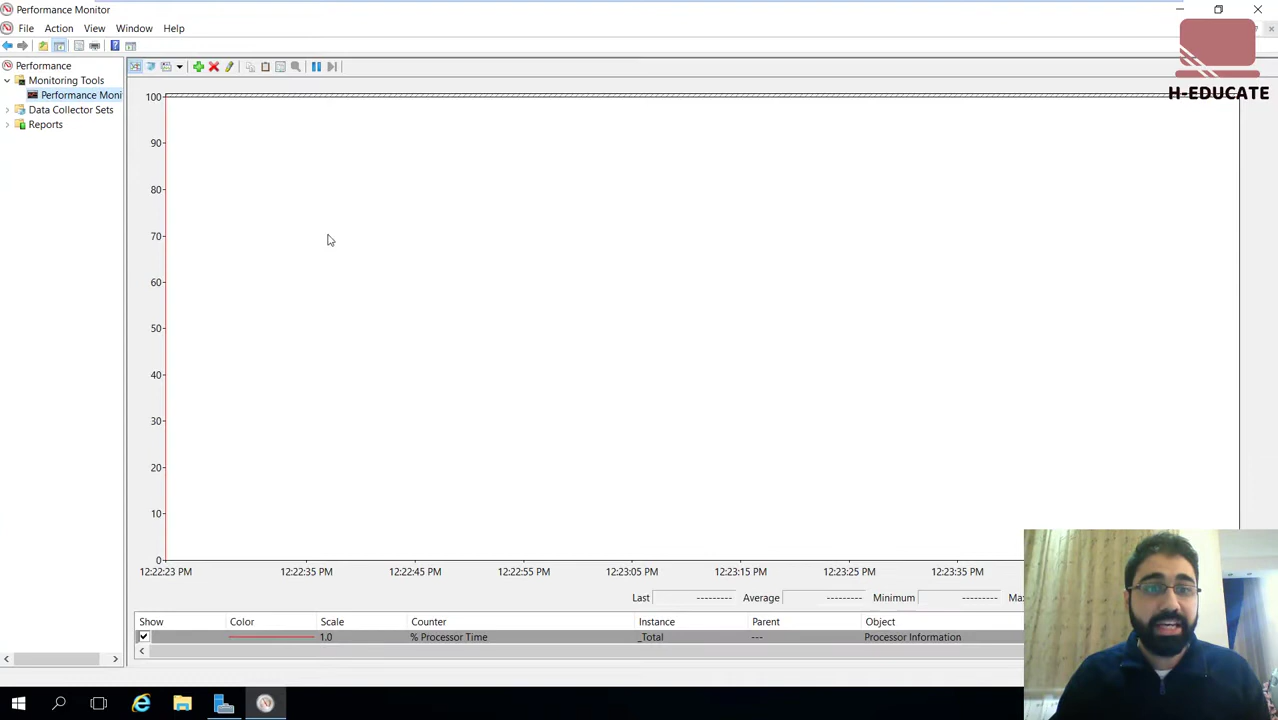 Performance Monitor
File Action View Window Help
H-EDUCATE
Performance
Monitoring Tools
Performance Moni
Data Collector Sets
Reports
100
90
80
70
60
50
40
30
20
10
0
12:22:23 PM 12:22:35 PM 12:22:45 PM 12:22:55 PM 12:23:05 PM 12:23:15 PM 12:23:25 PM 12:23:35 PM
Last --------- Average --------- Minimum --------- Ma
Show Color Scale Counter Instance Parent Object
1.0 % Processor Time _Total --- Processor Information